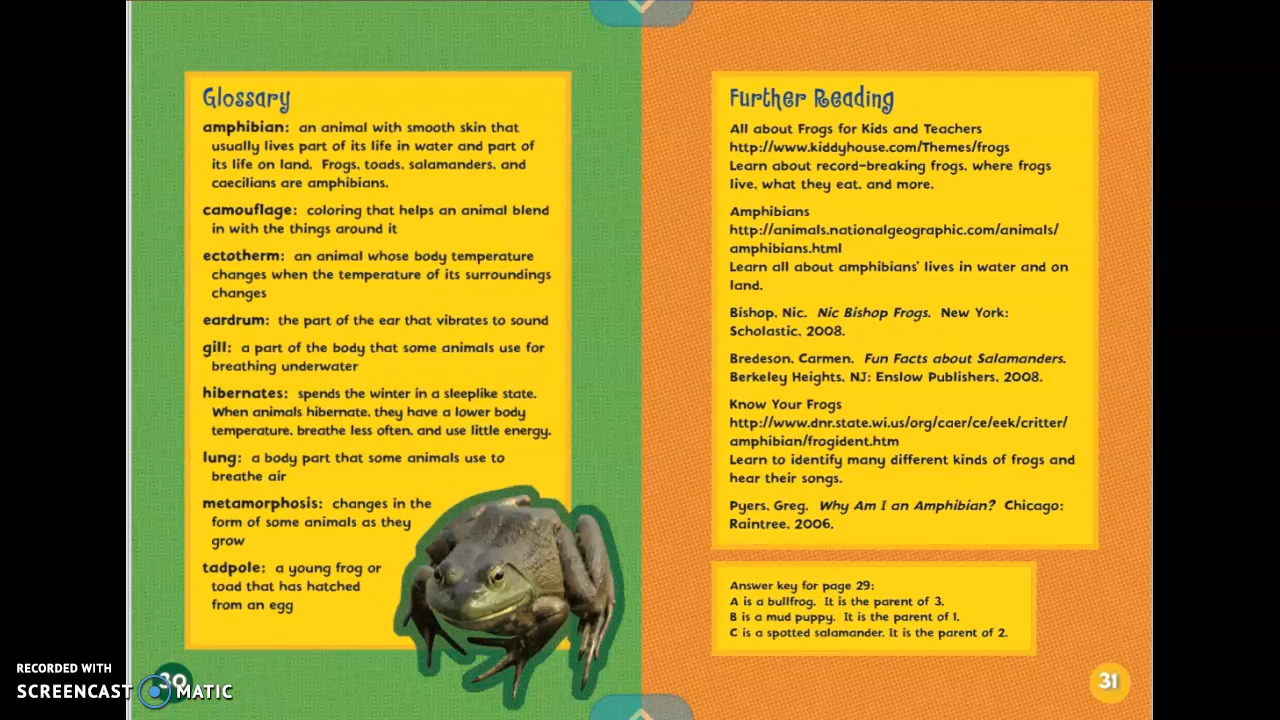 Glossary
amphibian: an animal with smooth skin that
usually lives part of its life in water and part of
its life on land. Frogs, toads, salamanders, and
caecilians are amphibians.
camouflage: coloring that helps an animal blend
in with the things around it
ectotherm: an animal whose body temperature
changes when the temperature of its surroundings
changes
eardrum: the part of the ear that vibrates to sound
gill: a part of the body that some animals use for
breathing underwater
hibernates: spends the winter in a sleeplike state.
When animals hibernate, they have a lower body
temperature, breathe less often, and use little energy.
lung: a body part that some animals use to
breathe air
metamorphosis: changes in the
form of some animals as they
grow
tadpole: a young frog or
toad that has hatched
from an egg
30
Further Reading
All about Frogs for Kids and Teachers
http://www.kiddyhouse.com/Themes/frogs
Learn about record-breaking frogs, where frogs
live, what they eat, and more.
Amphibians
http://animals.nationalgeographic.com/animals/
amphibians.html
Learn all about amphibians' lives in water and on
land.
Bishop, Nic. Nic Bishop Frogs. New York:
Scholastic, 2008.
Bredeson, Carmen. Fun Facts about Salamanders.
Berkeley Heights, NJ: Enslow Publishers, 2008.
Know Your Frogs
http://www.dnr.state.wi.us/org/caer/ce/eek/critter/
amphibian/frogident.htm
Learn to identify many different kinds of frogs and
hear their songs.
Pyers, Greg. Why Am I an Amphibian? Chicago:
Raintree, 2006.
Answer key for page 29:
A is a bullfrog. It is the parent of 3.
B is a mud puppy. It is the parent of 1.
C is a spotted salamander. It is the parent of 2.
31
RECORDED WITH
SCREENCAST MATIC